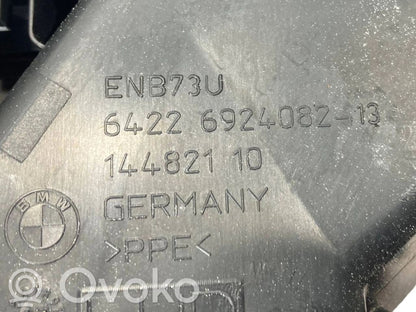 ENB73U
6422 6924082-13
144821 10
GERMANY
>PPE<
BMW
Ovoko